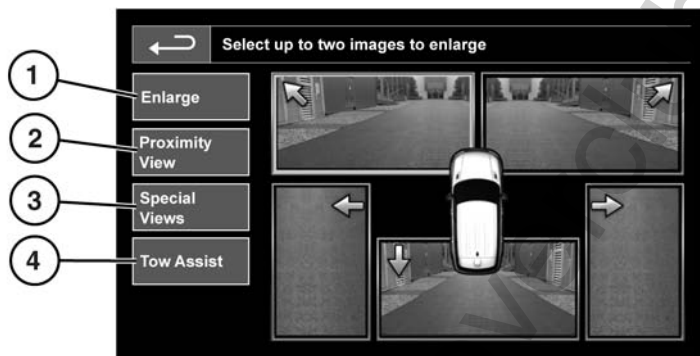 Select up to two images to enlarge
1
Enlarge
2
Proximity
View
3
Special
Views
4
Tow Assist